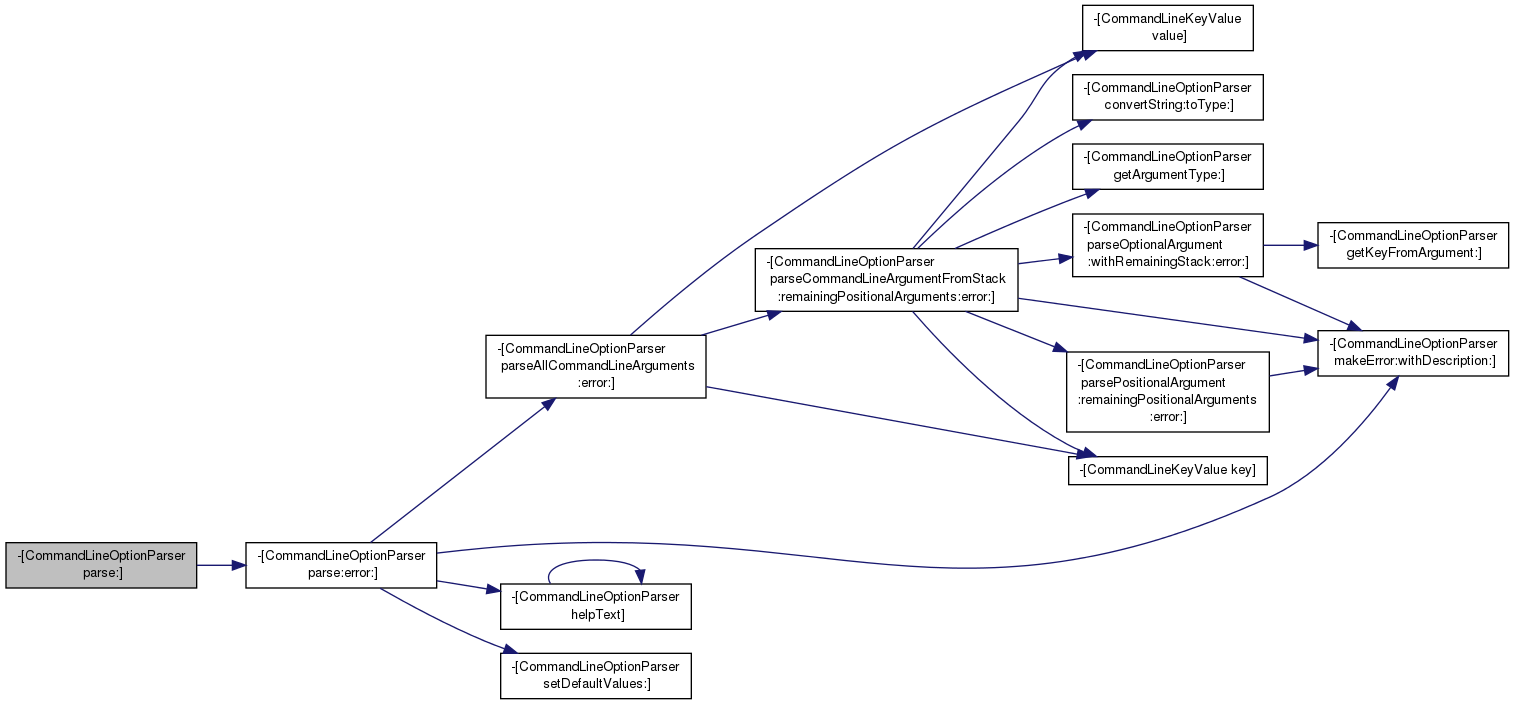 -[CommandLineKeyValue
value]
-[CommandLineOptionParser
convertString:toType:]
-[CommandLineOptionParser
getArgumentType:]
-[CommandLineOptionParser
parseOptionalArgument
:withRemainingStack:error:]
-[CommandLineOptionParser
getKeyFromArgument:]
-[CommandLineOptionParser
parseCommandLineArgumentFromStack
:remainingPositionalArguments:error:]
-[CommandLineOptionParser
makeError:withDescription:]
-[CommandLineOptionParser
parseAllCommandLineArguments
:error:]
-[CommandLineOptionParser
parsePositionalArgument
:remainingPositionalArguments
:error:]
-[CommandLineKeyValue key]
-[CommandLineOptionParser
parse:]
-[CommandLineOptionParser
parse:error:]
-[CommandLineOptionParser
helpText]
-[CommandLineOptionParser
setDefaultValues:]